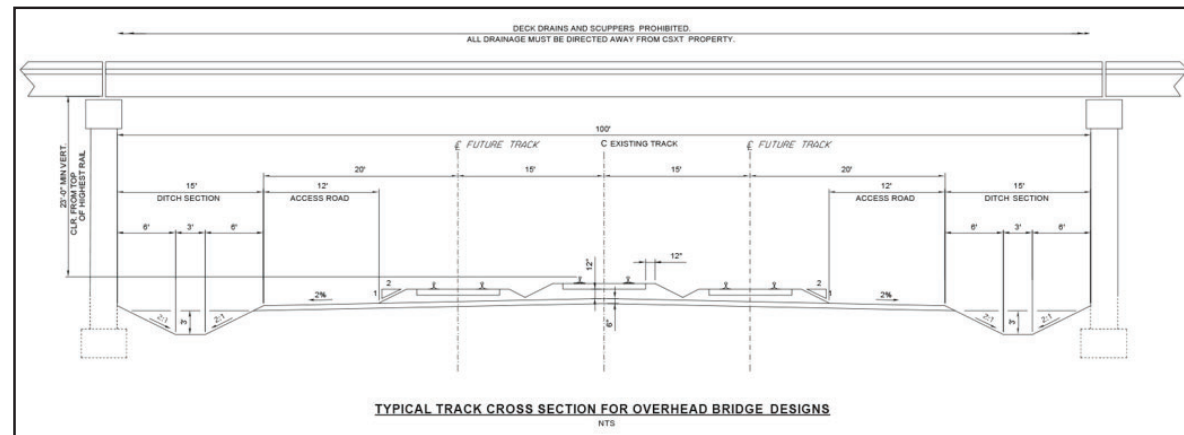 DECK DRAINS AND SCUPPERS PROHIBITED.
ALL DRAINAGE MUST BE DIRECTED AWAY FROM CSXT PROPERTY.
23'-0" MIN VERT.
CLR. FROM TOP
OF HIGHEST RAIL
100'
℄ FUTURE TRACK
C EXISTING TRACK
℄ FUTURE TRACK
20'
15'
15'
20'
15'
DITCH SECTION
12'
ACCESS ROAD
12'
ACCESS ROAD
15'
DITCH SECTION
6'
3'
6'
6'
3'
6'
12"
12"
2
1
2
1
2%
2%
6"
2:1
3'
2:1
2:1
3'
2:1
TYPICAL TRACK CROSS SECTION FOR OVERHEAD BRIDGE DESIGNS
NTS